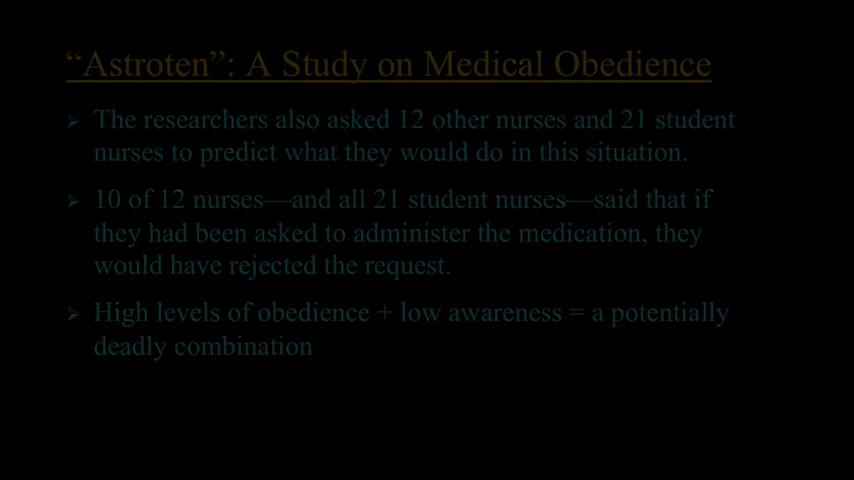 “Astroten”: A Study on Medical Obedience
➢ The researchers also asked 12 other nurses and 21 student
nurses to predict what they would do in this situation.
➢ 10 of 12 nurses—and all 21 student nurses—said that if
they had been asked to administer the medication, they
would have rejected the request.
➢ High levels of obedience + low awareness = a potentially
deadly combination